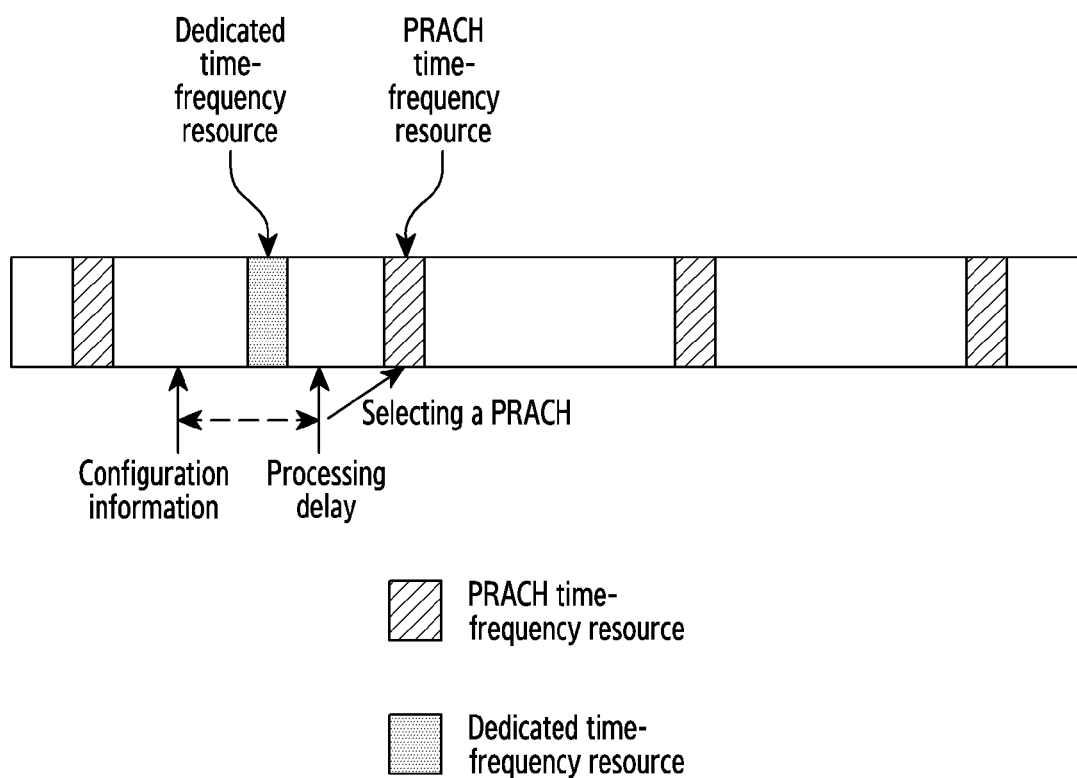 Dedicated
time-
frequency
resource
PRACH
time-
frequency
resource
Selecting a PRACH
Configuration
information
Processing
delay
PRACH time-
frequency resource
Dedicated time-
frequency resource